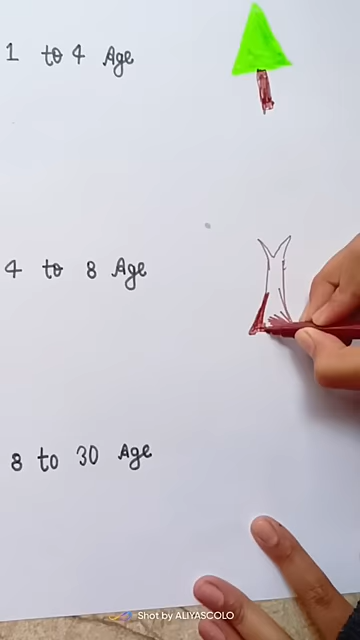 1 to 4 Age
4 to 8 Age
8 to 30 Age
Shot by ALIYASCOLO